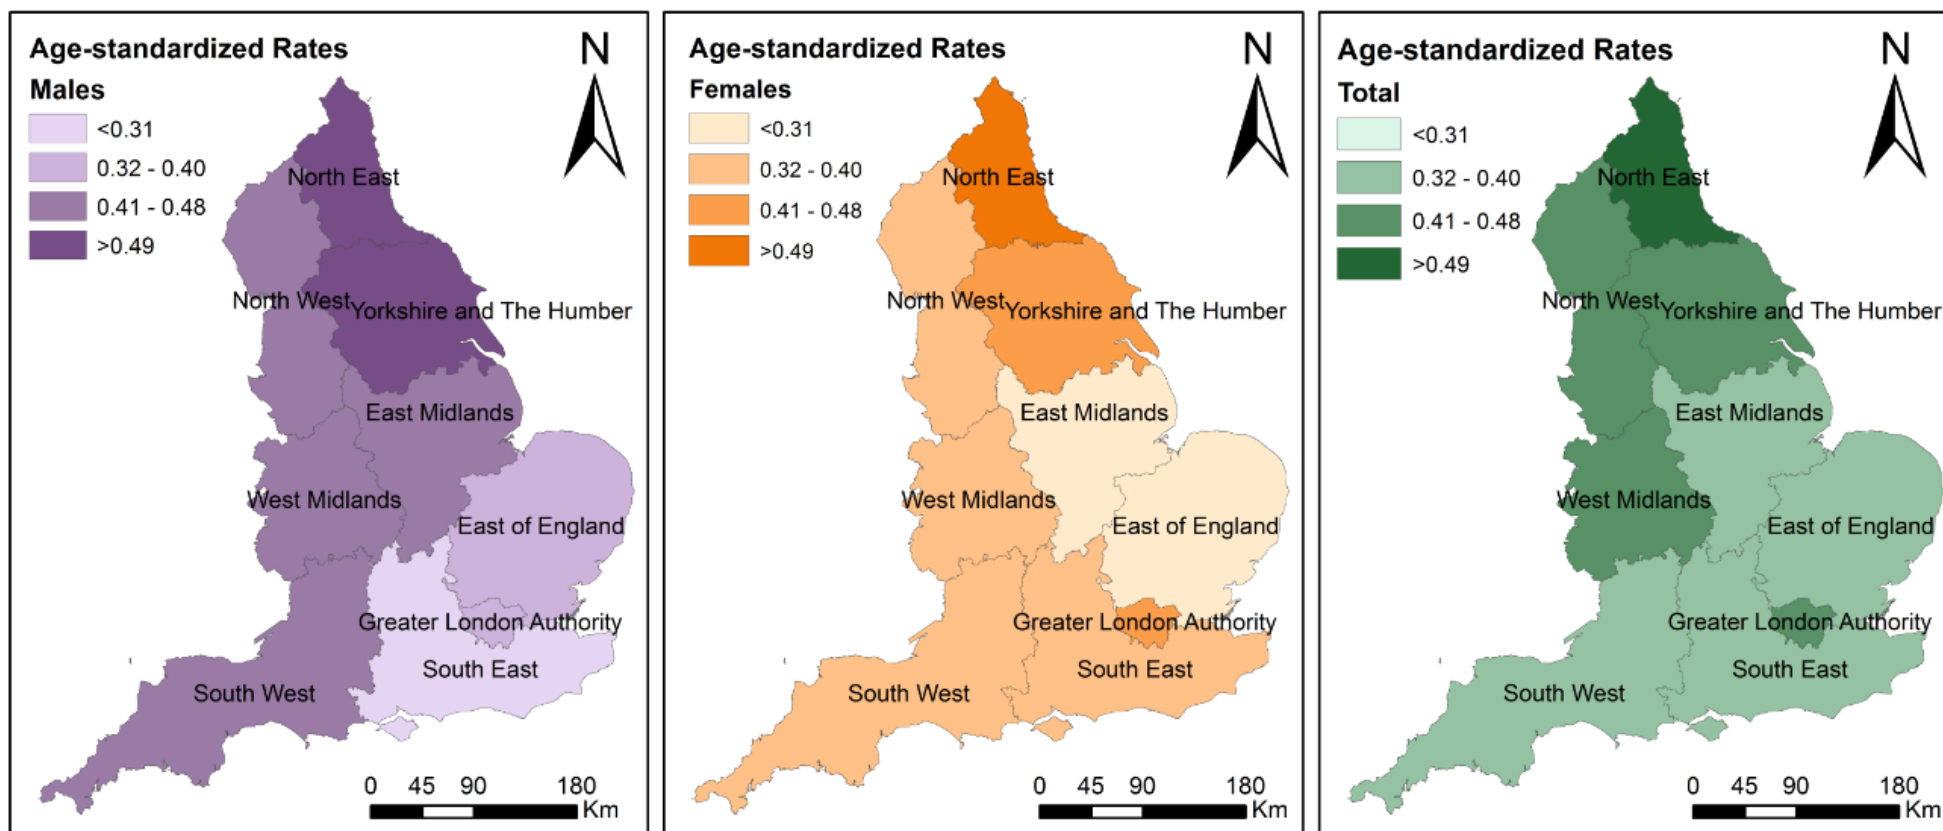 Age-standardized Rates
Males
<0.31
0.32 - 0.40
0.41 - 0.48
>0.49
N
North East
North West
Yorkshire and The Humber
East Midlands
West Midlands
East of England
Greater London Authority
South East
South West
0 45 90 180
Km
Age-standardized Rates
Females
<0.31
0.32 - 0.40
0.41 - 0.48
>0.49
N
North East
North West
Yorkshire and The Humber
East Midlands
West Midlands
East of England
Greater London Authority
South East
South West
0 45 90 180
Km
Age-standardized Rates
Total
<0.31
0.32 - 0.40
0.41 - 0.48
>0.49
N
North East
North West
Yorkshire and The Humber
East Midlands
West Midlands
East of England
Greater London Authority
South East
South West
0 45 90 180
Km